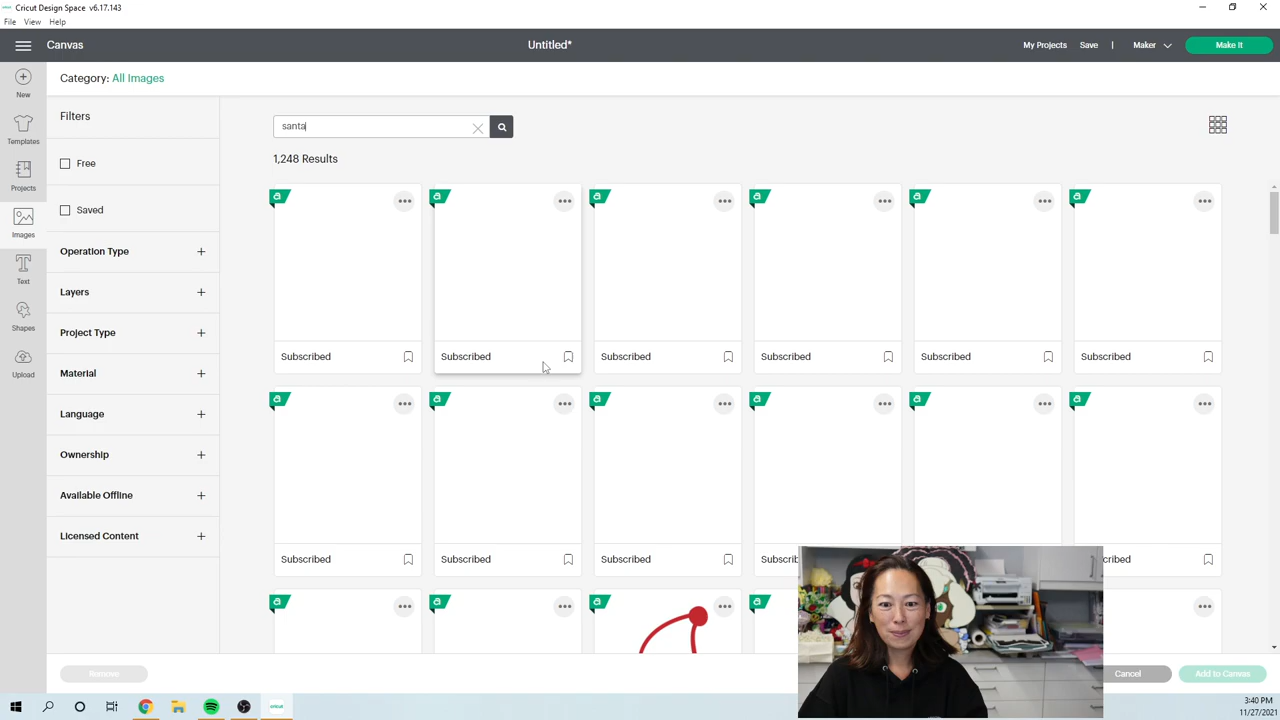 Cricut Design Space v6.17.143
File View Help
Canvas
Untitled*
My Projects Save | Maker Make It
New
Templates
Projects
Images
Text
Shapes
Upload
Category: All Images
Filters
Free
Saved
Operation Type +
Layers +
Project Type +
Material +
Language +
Ownership +
Available Offline +
Licensed Content +
Remove
santa
1,248 Results
Subscribed Subscribed Subscribed Subscribed Subscribed Subscribed
Subscribed Subscribed Subscribed
Cancel Add to Canvas
3:40 PM
11/27/2021